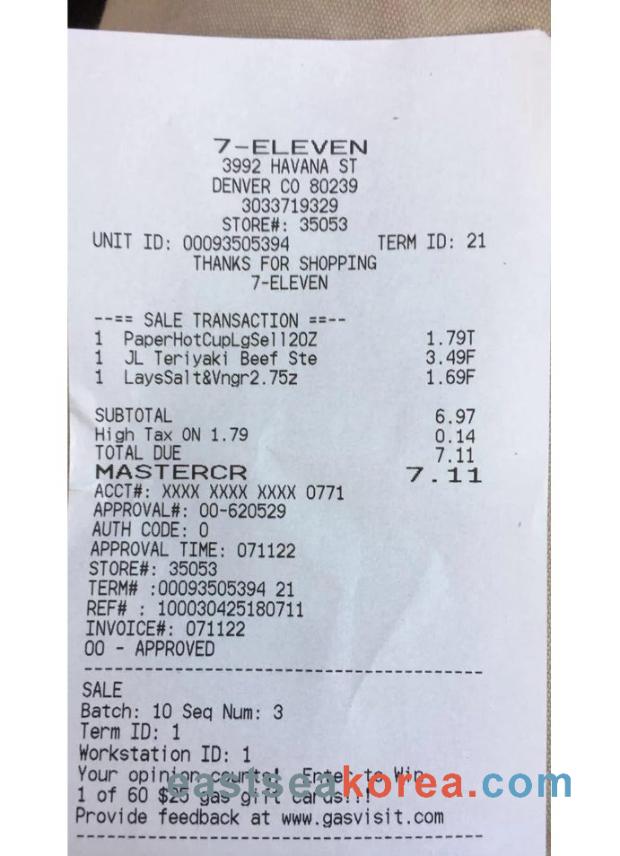 7-ELEVEN
3992 HAVANA ST
DENVER CO 80239
3033719329
STORE#: 35053
UNIT ID: 00093505394 TERM ID: 21
THANKS FOR SHOPPING
7-ELEVEN
--== SALE TRANSACTION ==--
1 PaperHotCupLgSell20Z 1.79T
1 JL Teriyaki Beef Ste 3.49F
1 LaysSalt&Vngr2.75z 1.69F
SUBTOTAL 6.97
High Tax ON 1.79 0.14
TOTAL DUE 7.11
MASTERCR 7.11
ACCT#: XXXX XXXX XXXX 0771
APPROVAL#: 00-620529
AUTH CODE: 0
APPROVAL TIME: 071122
STORE#: 35053
TERM# :00093505394 21
REF# : 100030425180711
INVOICE#: 071122
00 - APPROVED
--------------------------------------------
SALE
Batch: 10 Seq Num: 3
Term ID: 1
Workstation ID: 1
Your opinion counts! Enter to Win
1 of 60 $25 gas gift cards!!!
eastseakorea.com
Provide feedback at www.gasvisit.com
--------------------------------------------